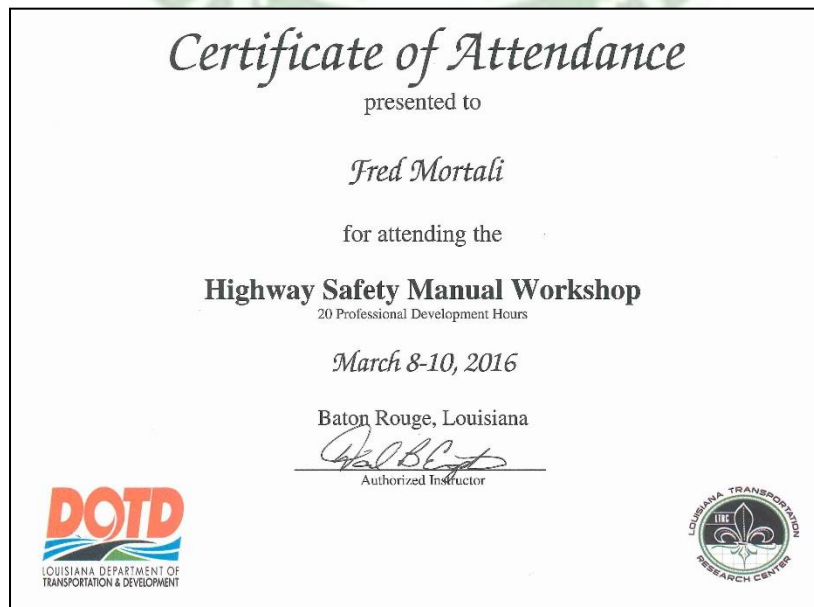 Certificate of Attendance
presented to
Fred Mortali
for attending the
Highway Safety Manual Workshop
20 Professional Development Hours
March 8-10, 2016
Baton Rouge, Louisiana
Authorized Instructor
DOTD
LOUISIANA DEPARTMENT OF
TRANSPORTATION & DEVELOPMENT
LOUISIANA TRANSPORTATION
LTRC
RESEARCH CENTER